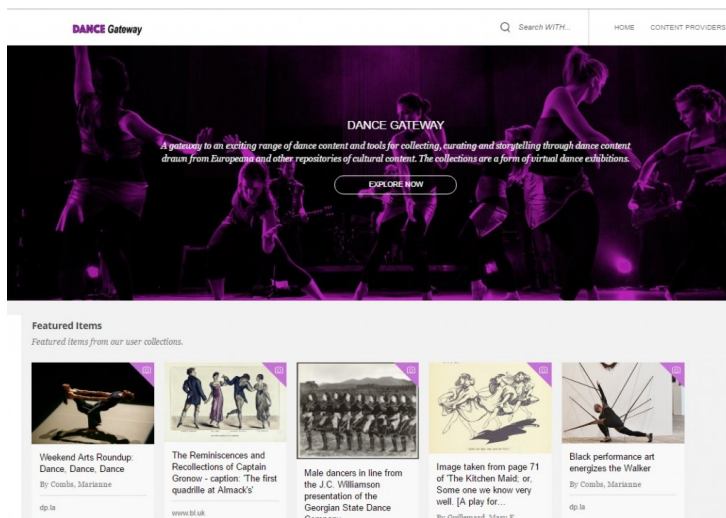 DANCE Gateway
Search WITH...
HOME
CONTENT PROVIDERS
DANCE GATEWAY
A gateway to an exciting range of dance content and tools for collecting, curating and storytelling through dance content
drawn from Europeana and other repositories of cultural content. The collections are a form of virtual dance exhibitions.
EXPLORE NOW
Featured Items
Featured items from our user collections.
Weekend Arts Roundup:
Dance, Dance, Dance
By Combs, Marianne
dp.la
The Reminiscences and
Recollections of Captain
Gronow - caption: 'The first
quadrille at Almack's'
www.bl.uk
Male dancers in line from
the J.C. Williamson
presentation of the
Georgian State Dance
Image taken from page 71
of 'The Kitchen Maid; or,
Some one we know very
well. [A play for...
By Guillemard, Mary F
Black performance art
energizes the Walker
By Combs, Marianne
dp.la